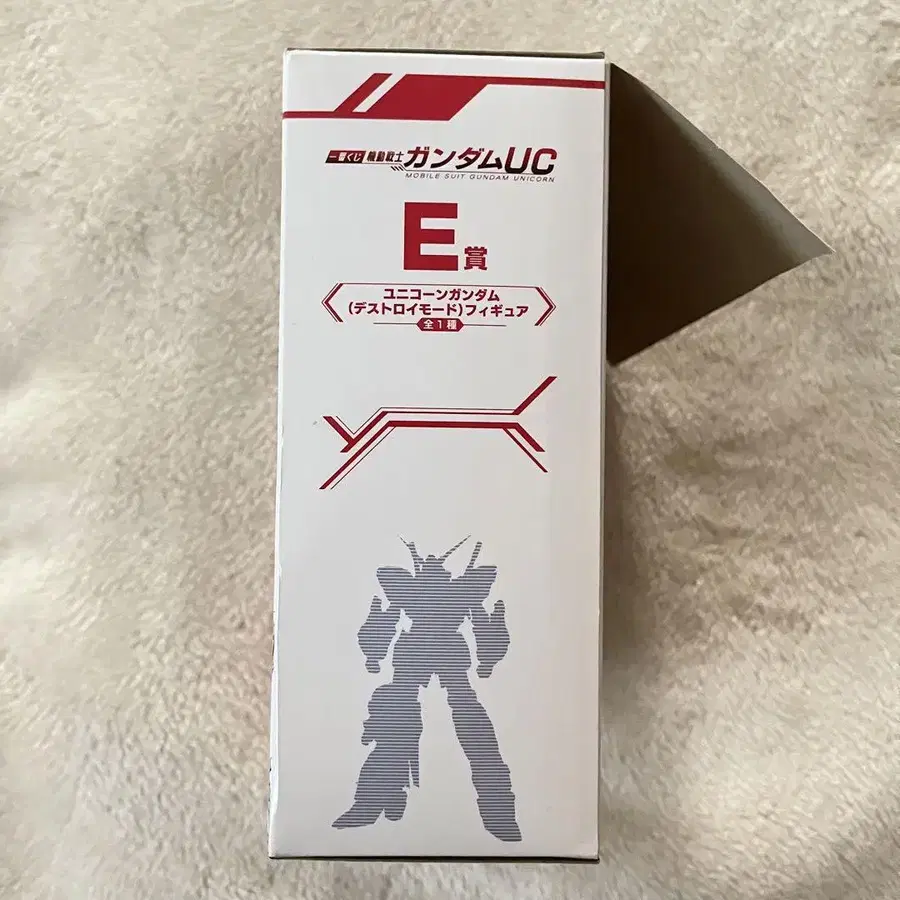 一番くじ 機動戦士 ガンダムUC
MOBILE SUIT GUNDAM UNICORN
E賞
ユニコーンガンダム
(デストロイモード)フィギュア
全1種